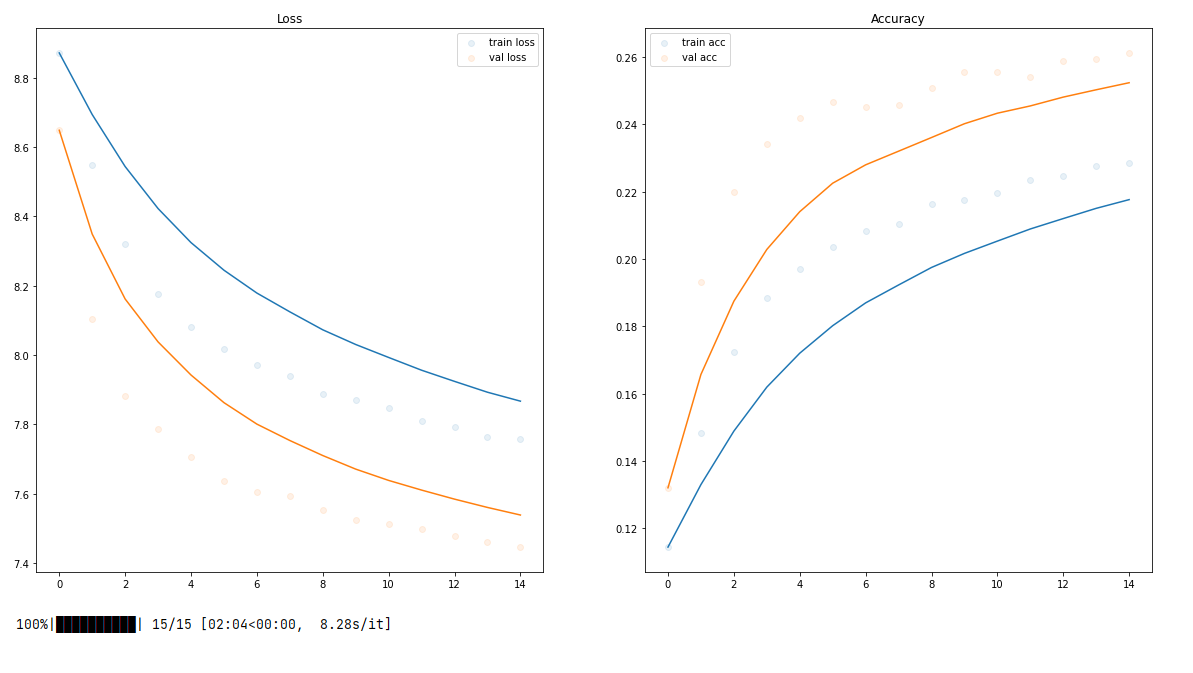 Loss
train loss
val loss
8.8
8.6
8.4
8.2
8.0
7.8
7.6
7.4
0 2 4 6 8 10 12 14
Accuracy
train acc
val acc
0.26
0.24
0.22
0.20
0.18
0.16
0.14
0.12
0 2 4 6 8 10 12 14
100%|██████████| 15/15 [02:04<00:00, 8.28s/it]